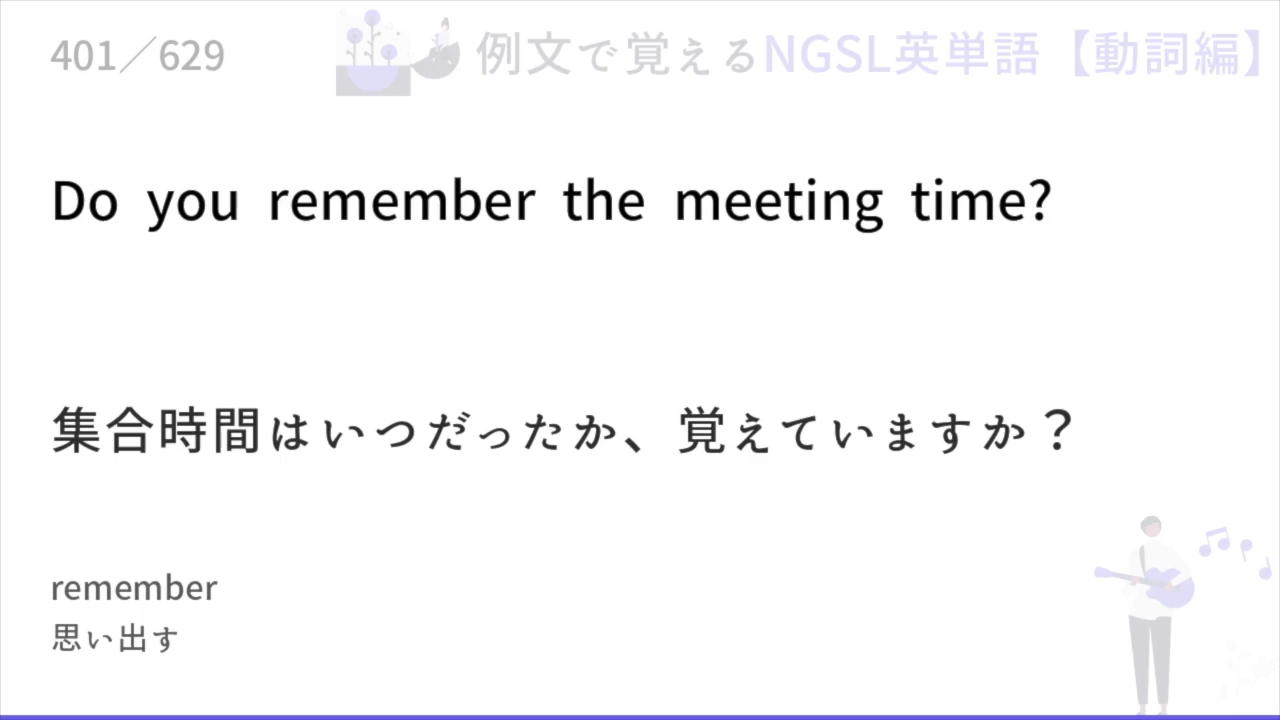 401／629
例文で覚えるNGSL英単語【動詞編】
Do you remember the meeting time?
集合時間はいつだったか、覚えていますか？
remember
思い出す